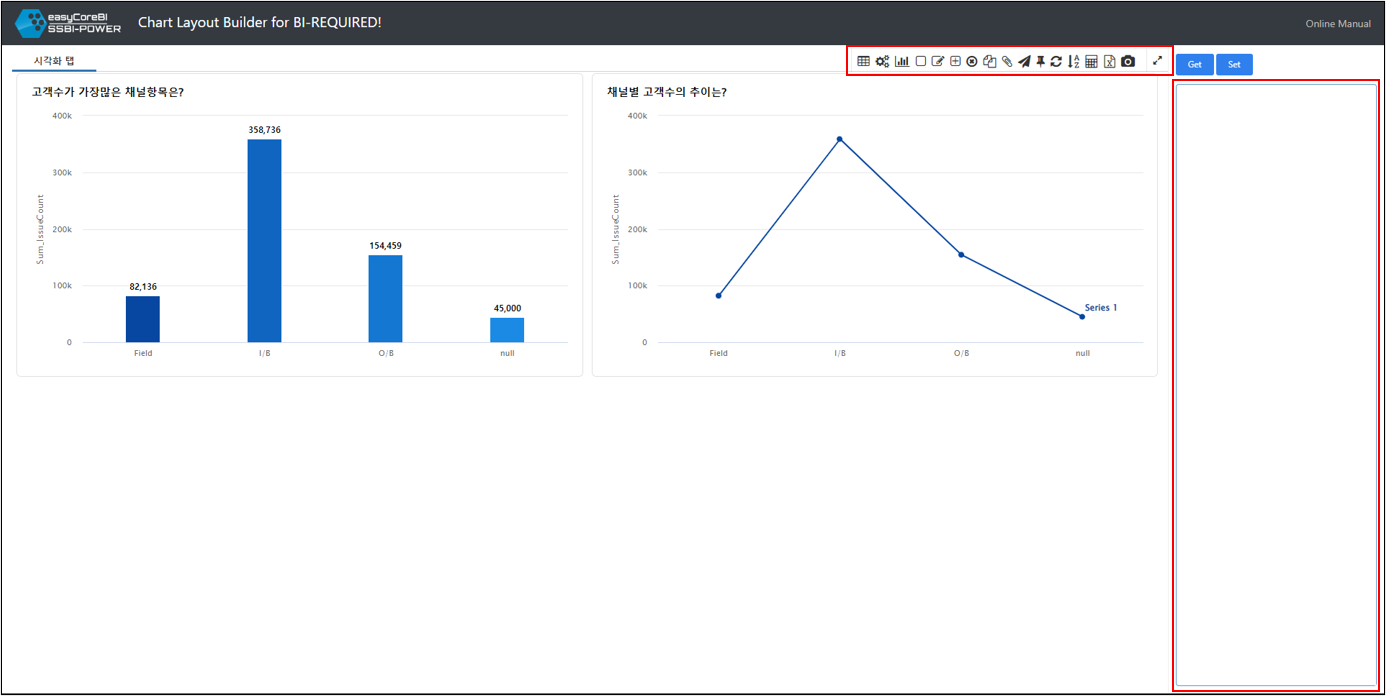 easyCoreBI
SSBI-POWER
Chart Layout Builder for BI-REQUIRED!
Online Manual
시각화 탭
Get
Set
고객수가 가장많은 채널항목은?
400k
300k
200k
100k
0
Sum_IssueCount
82,136
358,736
154,459
45,000
Field
I/B
O/B
null
채널별 고객수의 추이는?
400k
300k
200k
100k
0
Sum_IssueCount
Series 1
Field
I/B
O/B
null